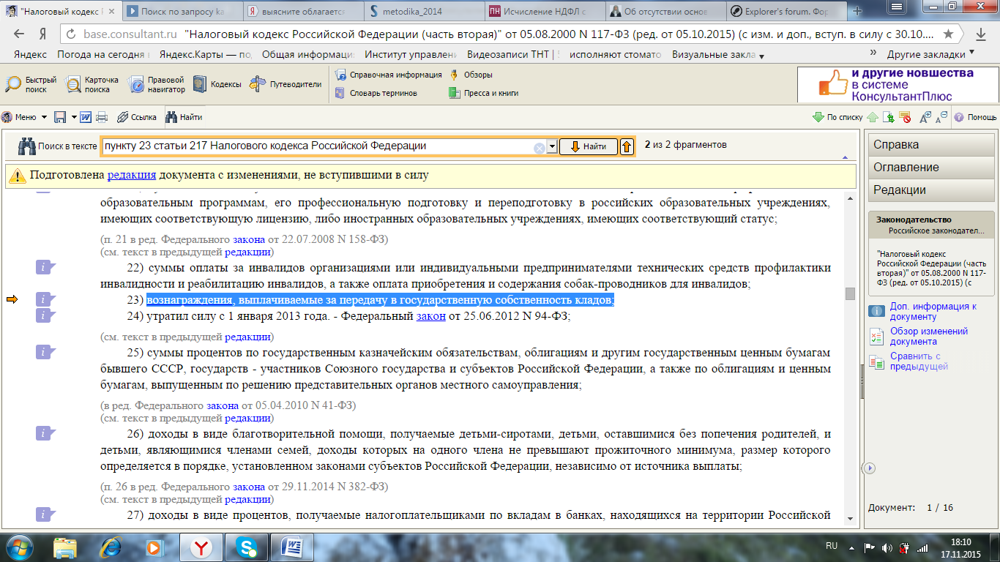 "Налоговый кодекс Р
Поиск по запросу ка
выясните облагается
metodika_2014
Исчисление НДФЛ с
Об отсутствии основ
Explorer's forum. Фор
base.consultant.ru "Налоговый кодекс Российской Федерации (часть вторая)" от 05.08.2000 N 117-ФЗ (ред. от 05.10.2015) (с изм. и доп., вступ. в силу с 30.10....
Яндекс Погода на сегодня Яндекс.Карты — по Общая информаци Институт управлени Видеозаписи ТНТ | исполняют стомато Визуальные закла » Другие закладки
Быстрый поиск
Карточка поиска
Правовой навигатор
Кодексы
Путеводители
Справочная информация
Обзоры
Словарь терминов
Пресса и книги
и другие новшества
в системе
КонсультантПлюс
Меню Ссылка Найти По списку Помощь
Поиск в тексте пункту 23 статьи 217 Налогового кодекса Российской Федерации Найти 2 из 2 фрагментов
Подготовлена редакция документа с изменениями, не вступившими в силу
образовательным программам, его профессиональную подготовку и переподготовку в российских образовательных учреждениях,
имеющих соответствующую лицензию, либо иностранных образовательных учреждениях, имеющих соответствующий статус;
(п. 21 в ред. Федерального закона от 22.07.2008 N 158-ФЗ)
(см. текст в предыдущей редакции)
22) суммы оплаты за инвалидов организациями или индивидуальными предпринимателями технических средств профилактики
инвалидности и реабилитацию инвалидов, а также оплата приобретения и содержания собак-проводников для инвалидов;
23) вознаграждения, выплачиваемые за передачу в государственную собственность кладов;
24) утратил силу с 1 января 2013 года. - Федеральный закон от 25.06.2012 N 94-ФЗ;
(см. текст в предыдущей редакции)
25) суммы процентов по государственным казначейским обязательствам, облигациям и другим государственным ценным бумагам
бывшего СССР, государств - участников Союзного государства и субъектов Российской Федерации, а также по облигациям и ценным
бумагам, выпущенным по решению представительных органов местного самоуправления;
(в ред. Федерального закона от 05.04.2010 N 41-ФЗ)
(см. текст в предыдущей редакции)
26) доходы в виде благотворительной помощи, получаемые детьми-сиротами, детьми, оставшимися без попечения родителей, и
детьми, являющимися членами семей, доходы которых на одного члена не превышают прожиточного минимума, размер которого
определяется в порядке, установленном законами субъектов Российской Федерации, независимо от источника выплаты;
(п. 26 в ред. Федерального закона от 29.11.2014 N 382-ФЗ)
(см. текст в предыдущей редакции)
27) доходы в виде процентов, получаемые налогоплательщиками по вкладам в банках, находящихся на территории Российской
Справка
Оглавление
Редакции
Законодательство
Российское законодател...
"Налоговый кодекс
Российской Федерации (часть
вторая)" от 05.08.2000 N 117-
ФЗ (ред. от 05.10.2015) (с
Доп. информация к
документу
Обзор изменений
документа
Сравнить с
предыдущей
Документ: 1 / 16
RU
18:10
17.11.2015